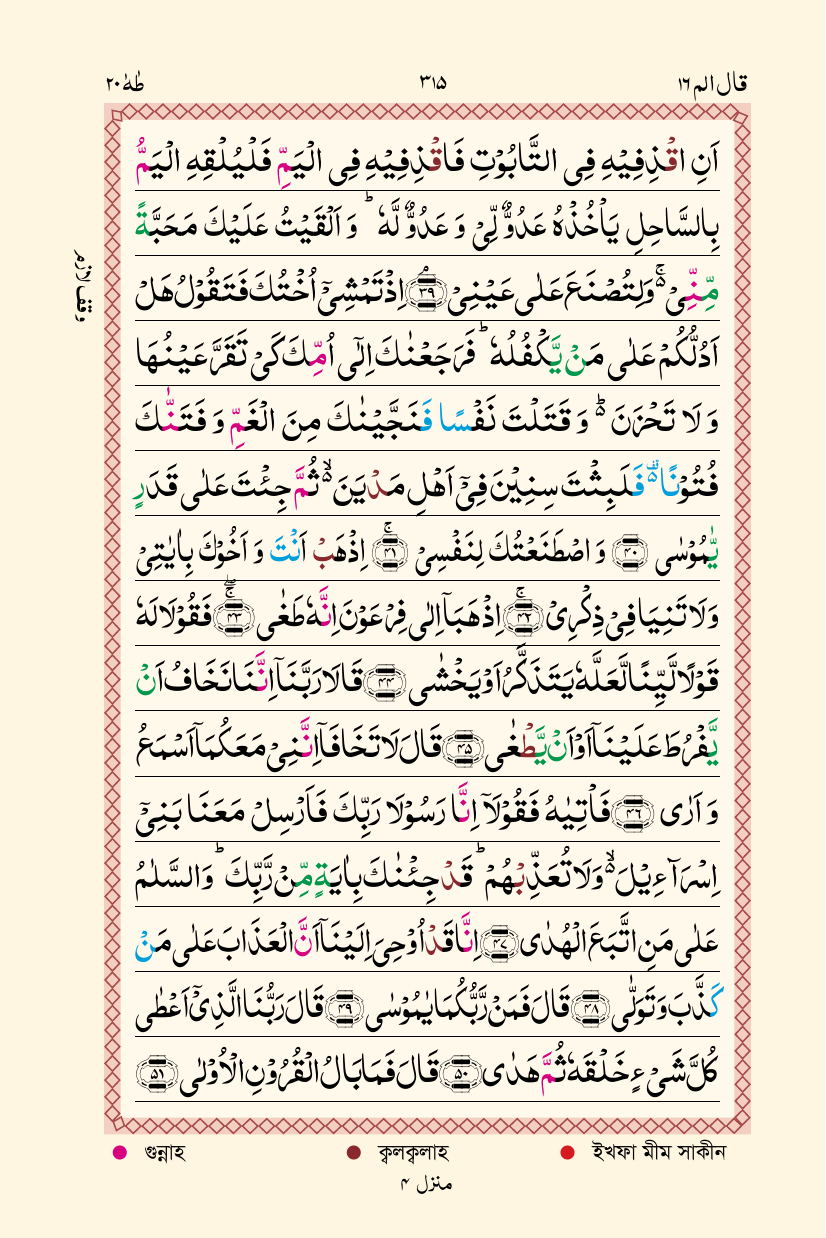 قال الم ١٦
٣١٥
طٰهٰ ٢٠
اَنِ اقْذِفِيْهِ فِى التَّابُوْتِ فَاقْذِفِيْهِ فِى الْيَمِّ فَلْيُلْقِهِ الْيَمُّ
بِالسَّاحِلِ يَاْخُذْهُ عَدُوٌّ لِّىْ وَ عَدُوٌّ لَّهٗ ؕ وَ اَلْقَيْتُ عَلَيْكَ مَحَبَّةً
مِّنِّىْ ۬ۚ وَلِتُصْنَعَ عَلٰى عَيْنِىْ ۘ﴿۳۹﴾ اِذْ تَمْشِىْۤ اُخْتُكَ فَتَقُوْلُ هَلْ
وقف لازم
اَدُلُّكُمْ عَلٰى مَنْ يَّكْفُلُهٗ ؕ فَرَجَعْنٰكَ اِلٰٓى اُمِّكَ كَىْ تَقَرَّ عَيْنُهَا
وَ لَا تَحْزَنَ ۬ؕ وَ قَتَلْتَ نَفْسًا فَنَجَّيْنٰكَ مِنَ الْغَمِّ وَ فَتَنّٰكَ
فُتُوْنًا ۬۟ فَلَبِثْتَ سِنِيْنَ فِىْۤ اَهْلِ مَدْيَنَ ۬ۙ ثُمَّ جِئْتَ عَلٰى قَدَرٍ
يّٰمُوْسٰى ﴿۴۰﴾ وَ اصْطَنَعْتُكَ لِنَفْسِىْ ۚ﴿۴۱﴾ اِذْهَبْ اَنْتَ وَ اَخُوْكَ بِاٰيٰتِىْ
وَلَا تَنِيَا فِىْ ذِكْرِىْ ۚ﴿۴۲﴾ اِذْهَبَاۤ اِلٰى فِرْعَوْنَ اِنَّهٗ طَغٰى ۚۖ﴿۴۳﴾ فَقُوْلَا لَهٗ
قَوْلًا لَّيِّنًا لَّعَلَّهٗ يَتَذَكَّرُ اَوْ يَخْشٰى ﴿۴۴﴾ قَالَا رَبَّنَاۤ اِنَّنَا نَخَافُ اَنْ
يَّفْرُطَ عَلَيْنَاۤ اَوْ اَنْ يَّطْغٰى ﴿۴۵﴾ قَالَ لَا تَخَافَاۤ اِنَّنِىْ مَعَكُمَاۤ اَسْمَعُ
وَ اَرٰى ﴿۴۶﴾ فَاْتِيٰهُ فَقُوْلَاۤ اِنَّا رَسُوْلَا رَبِّكَ فَاَرْسِلْ مَعَنَا بَنِىْۤ
اِسْرَآءِيْلَ ۬ۙ وَلَا تُعَذِّبْهُمْ ؕ قَدْ جِئْنٰكَ بِاٰيَةٍ مِّنْ رَّبِّكَ ؕ وَالسَّلٰمُ
عَلٰى مَنِ اتَّبَعَ الْهُدٰى ﴿۴۷﴾ اِنَّا قَدْ اُوْحِىَ اِلَيْنَاۤ اَنَّ الْعَذَابَ عَلٰى مَنْ
كَذَّبَ وَتَوَلّٰى ﴿۴۸﴾ قَالَ فَمَنْ رَّبُّكُمَا يٰمُوْسٰى ﴿۴۹﴾ قَالَ رَبُّنَا الَّذِىْۤ اَعْطٰى
كُلَّ شَىْءٍ خَلْقَهٗ ثُمَّ هَدٰى ﴿۵۰﴾ قَالَ فَمَا بَالُ الْقُرُوْنِ الْاُوْلٰى ﴿۵۱﴾
গুন্নাহ ক্বলক্বলাহ ইখফা মীম সাকীন
منزل ۴